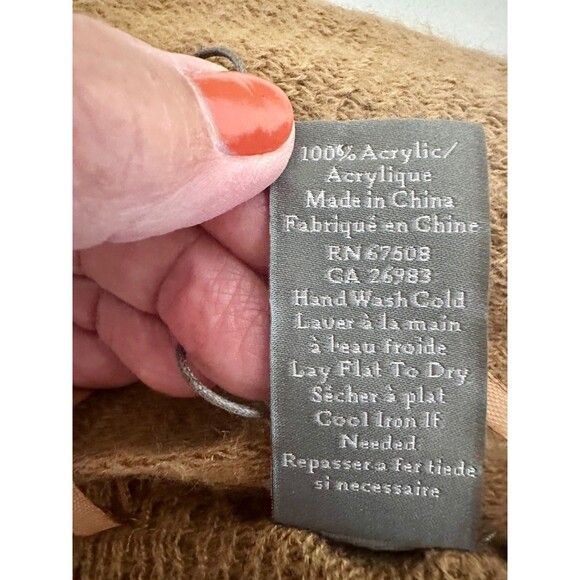 100% Acrylic/
Acrylique
Made in China
Fabriqué en Chine
RN 67508
CA 26983
Hand Wash Cold
Laver à la main
à l'eau froide
Lay Flat To Dry
Sècher à plat
Cool Iron If
Needed
Repasser a fer tiede
si necessaire